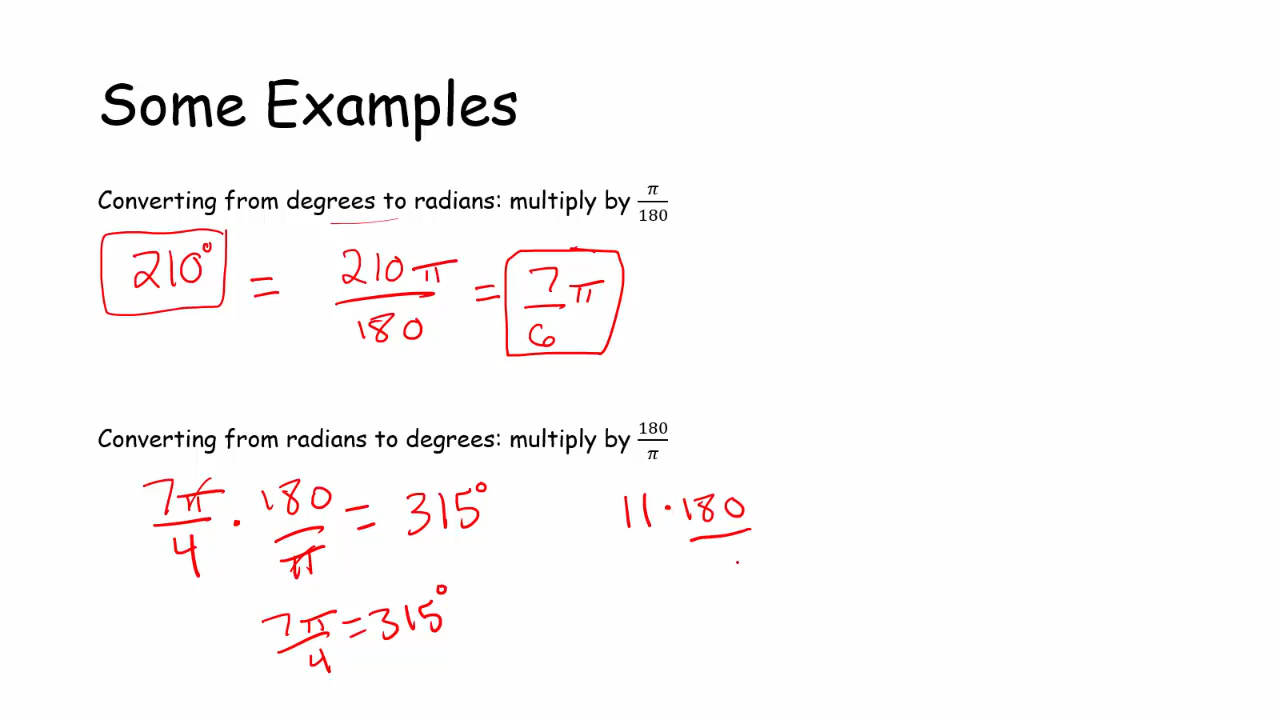 Some Examples
Converting from degrees to radians: multiply by π/180
210° = 210π/180 = 7/6 π
Converting from radians to degrees: multiply by 180/π
7π/4 · 180/π = 315°
11 · 180
7π/4 = 315°